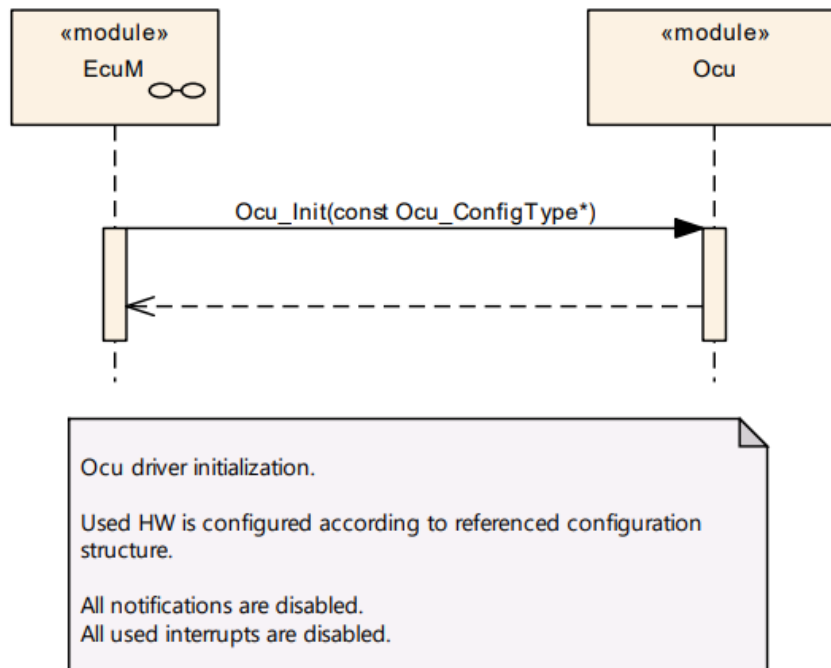 «module»
EcuM
«module»
Ocu
Ocu_Init(const Ocu_ConfigType*)
Ocu driver initialization.
Used HW is configured according to referenced configuration
structure.
All notifications are disabled.
All used interrupts are disabled.